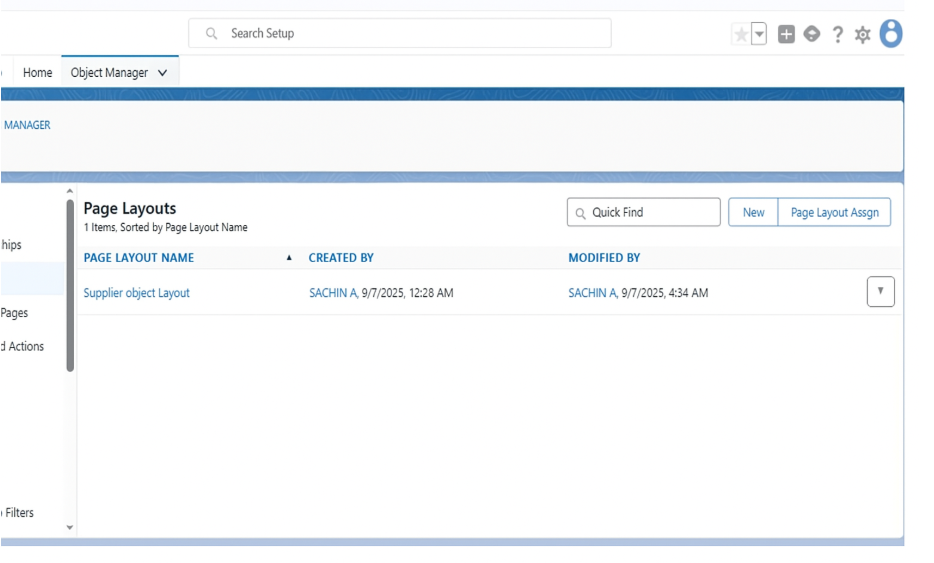 Search Setup
?
Home Object Manager
MANAGER
Page Layouts
1 Items, Sorted by Page Layout Name
Quick Find
New Page Layout Assgn
hips
PAGE LAYOUT NAME CREATED BY MODIFIED BY
Supplier object Layout SACHIN A, 9/7/2025, 12:28 AM SACHIN A, 9/7/2025, 4:34 AM
Pages
d Actions
Filters